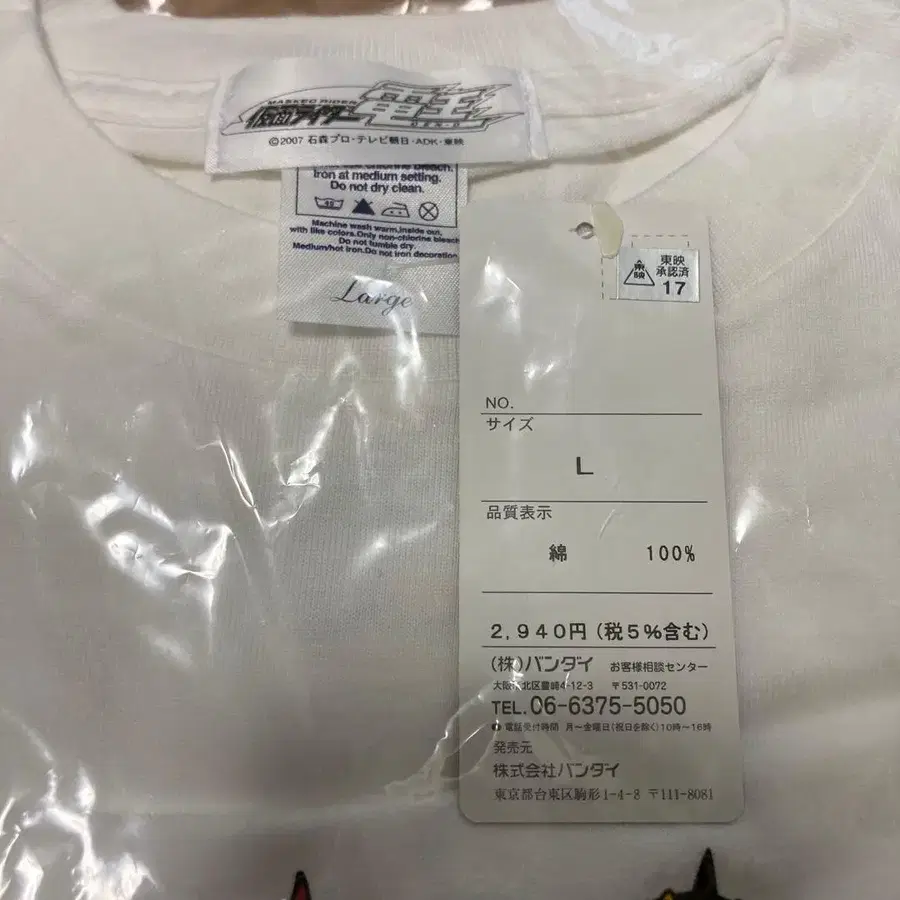 MASKED RIDER
仮面ライダー電王
DEN-O
©2007 石森プロ・テレビ朝日・ADK・東映
Iron at medium setting.
Do not dry clean.
40
Machine wash warm,inside out,
with like colors.Only non-chlorine bleach
Do not tumble dry.
Medium/hot iron.Do not iron decoration
Large
東映
東映
承認済
17
NO.
サイズ
L
品質表示
綿 100%
2,940円(税5%含む)
(株)バンダイ お客様相談センター
大阪市北区豊崎4-12-3 〒531-0072
TEL.06-6375-5050
電話受付時間 月〜金曜日(祝日を除く)10時〜16時
発売元
株式会社バンダイ
東京都台東区駒形1-4-8 〒111-8081